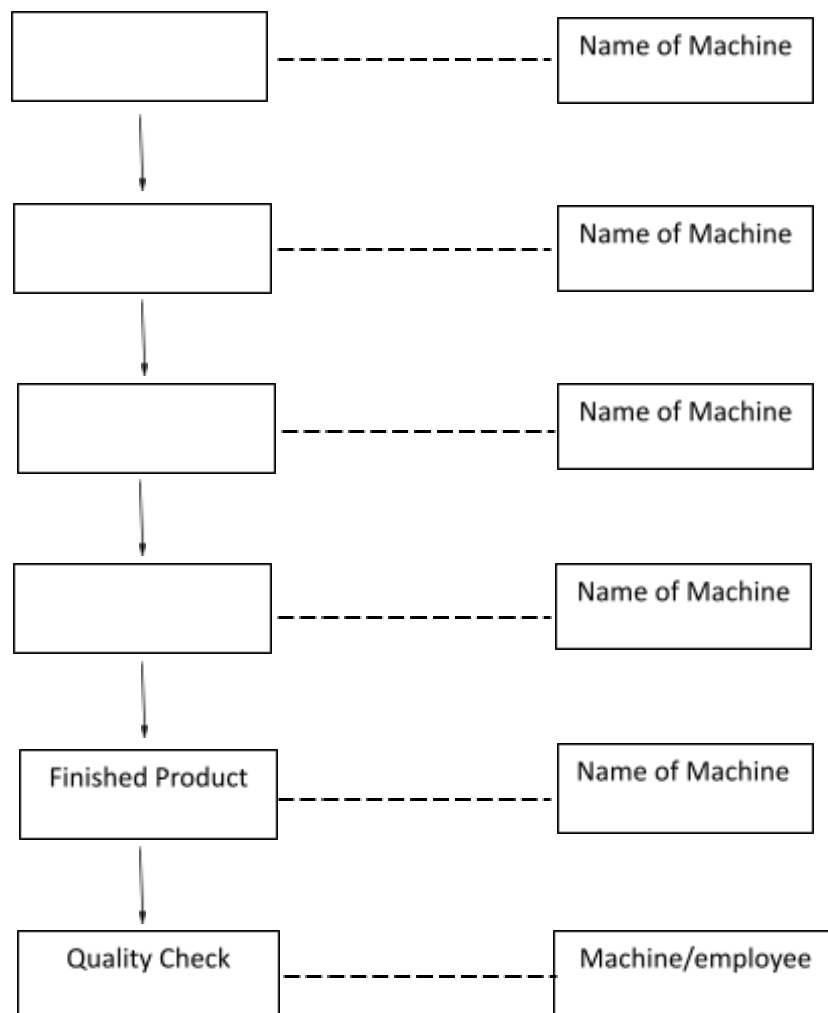 Name of Machine
Name of Machine
Name of Machine
Name of Machine
Finished Product
Name of Machine
Quality Check
Machine/employee